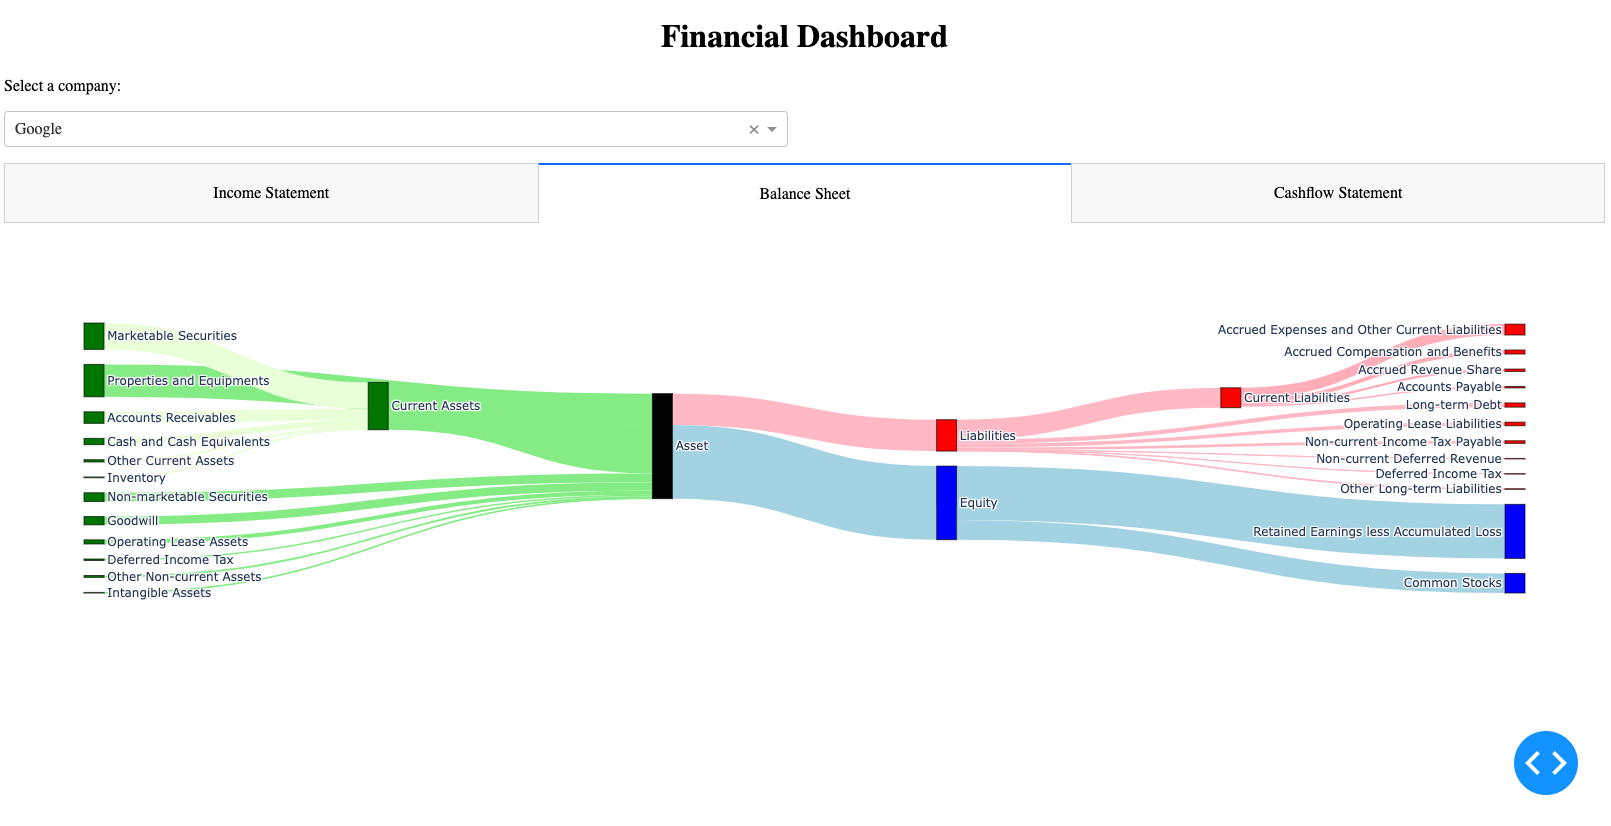 Financial Dashboard
Select a company:
Google
Income Statement
Balance Sheet
Cashflow Statement
Marketable Securities
Properties and Equipments
Accounts Receivables
Cash and Cash Equivalents
Other Current Assets
Inventory
Non-marketable Securities
Goodwill
Operating Lease Assets
Deferred Income Tax
Other Non-current Assets
Intangible Assets
Current Assets
Asset
Liabilities
Equity
Current Liabilities
Accrued Expenses and Other Current Liabilities
Accrued Compensation and Benefits
Accrued Revenue Share
Accounts Payable
Long-term Debt
Operating Lease Liabilities
Non-current Income Tax Payable
Non-current Deferred Revenue
Deferred Income Tax
Other Long-term Liabilities
Retained Earnings less Accumulated Loss
Common Stocks